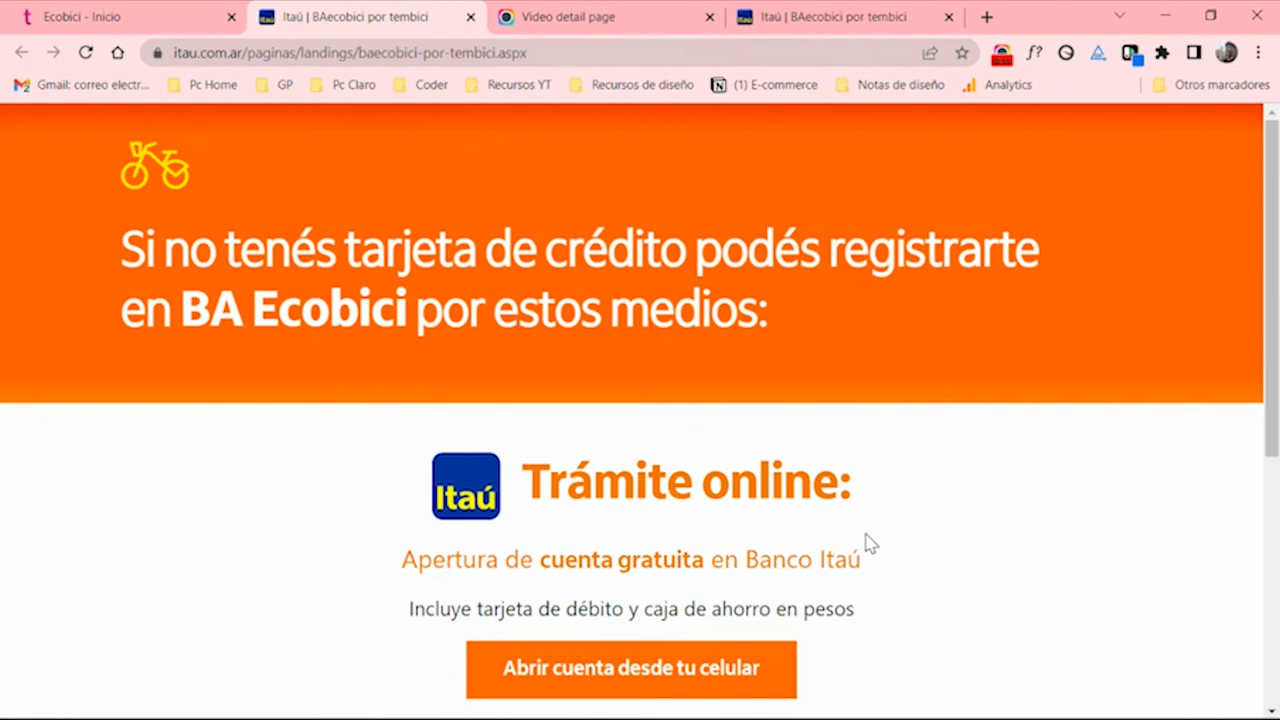 Ecobici - Inicio
Itaú | BAecobici por tembici
Video detail page
Itaú | BAecobici por tembici
itau.com.ar/paginas/landings/baecobici-por-tembici.aspx
f?
Gmail: correo electr...
Pc Home
GP
Pc Claro
Coder
Recursos YT
Recursos de diseño
(1) E-commerce
Notas de diseño
Analytics
Otros marcadores
Si no tenés tarjeta de crédito podés registrarte
en BA Ecobici por estos medios:
Itaú
Trámite online:
Apertura de cuenta gratuita en Banco Itaú
Incluye tarjeta de débito y caja de ahorro en pesos
Abrir cuenta desde tu celular